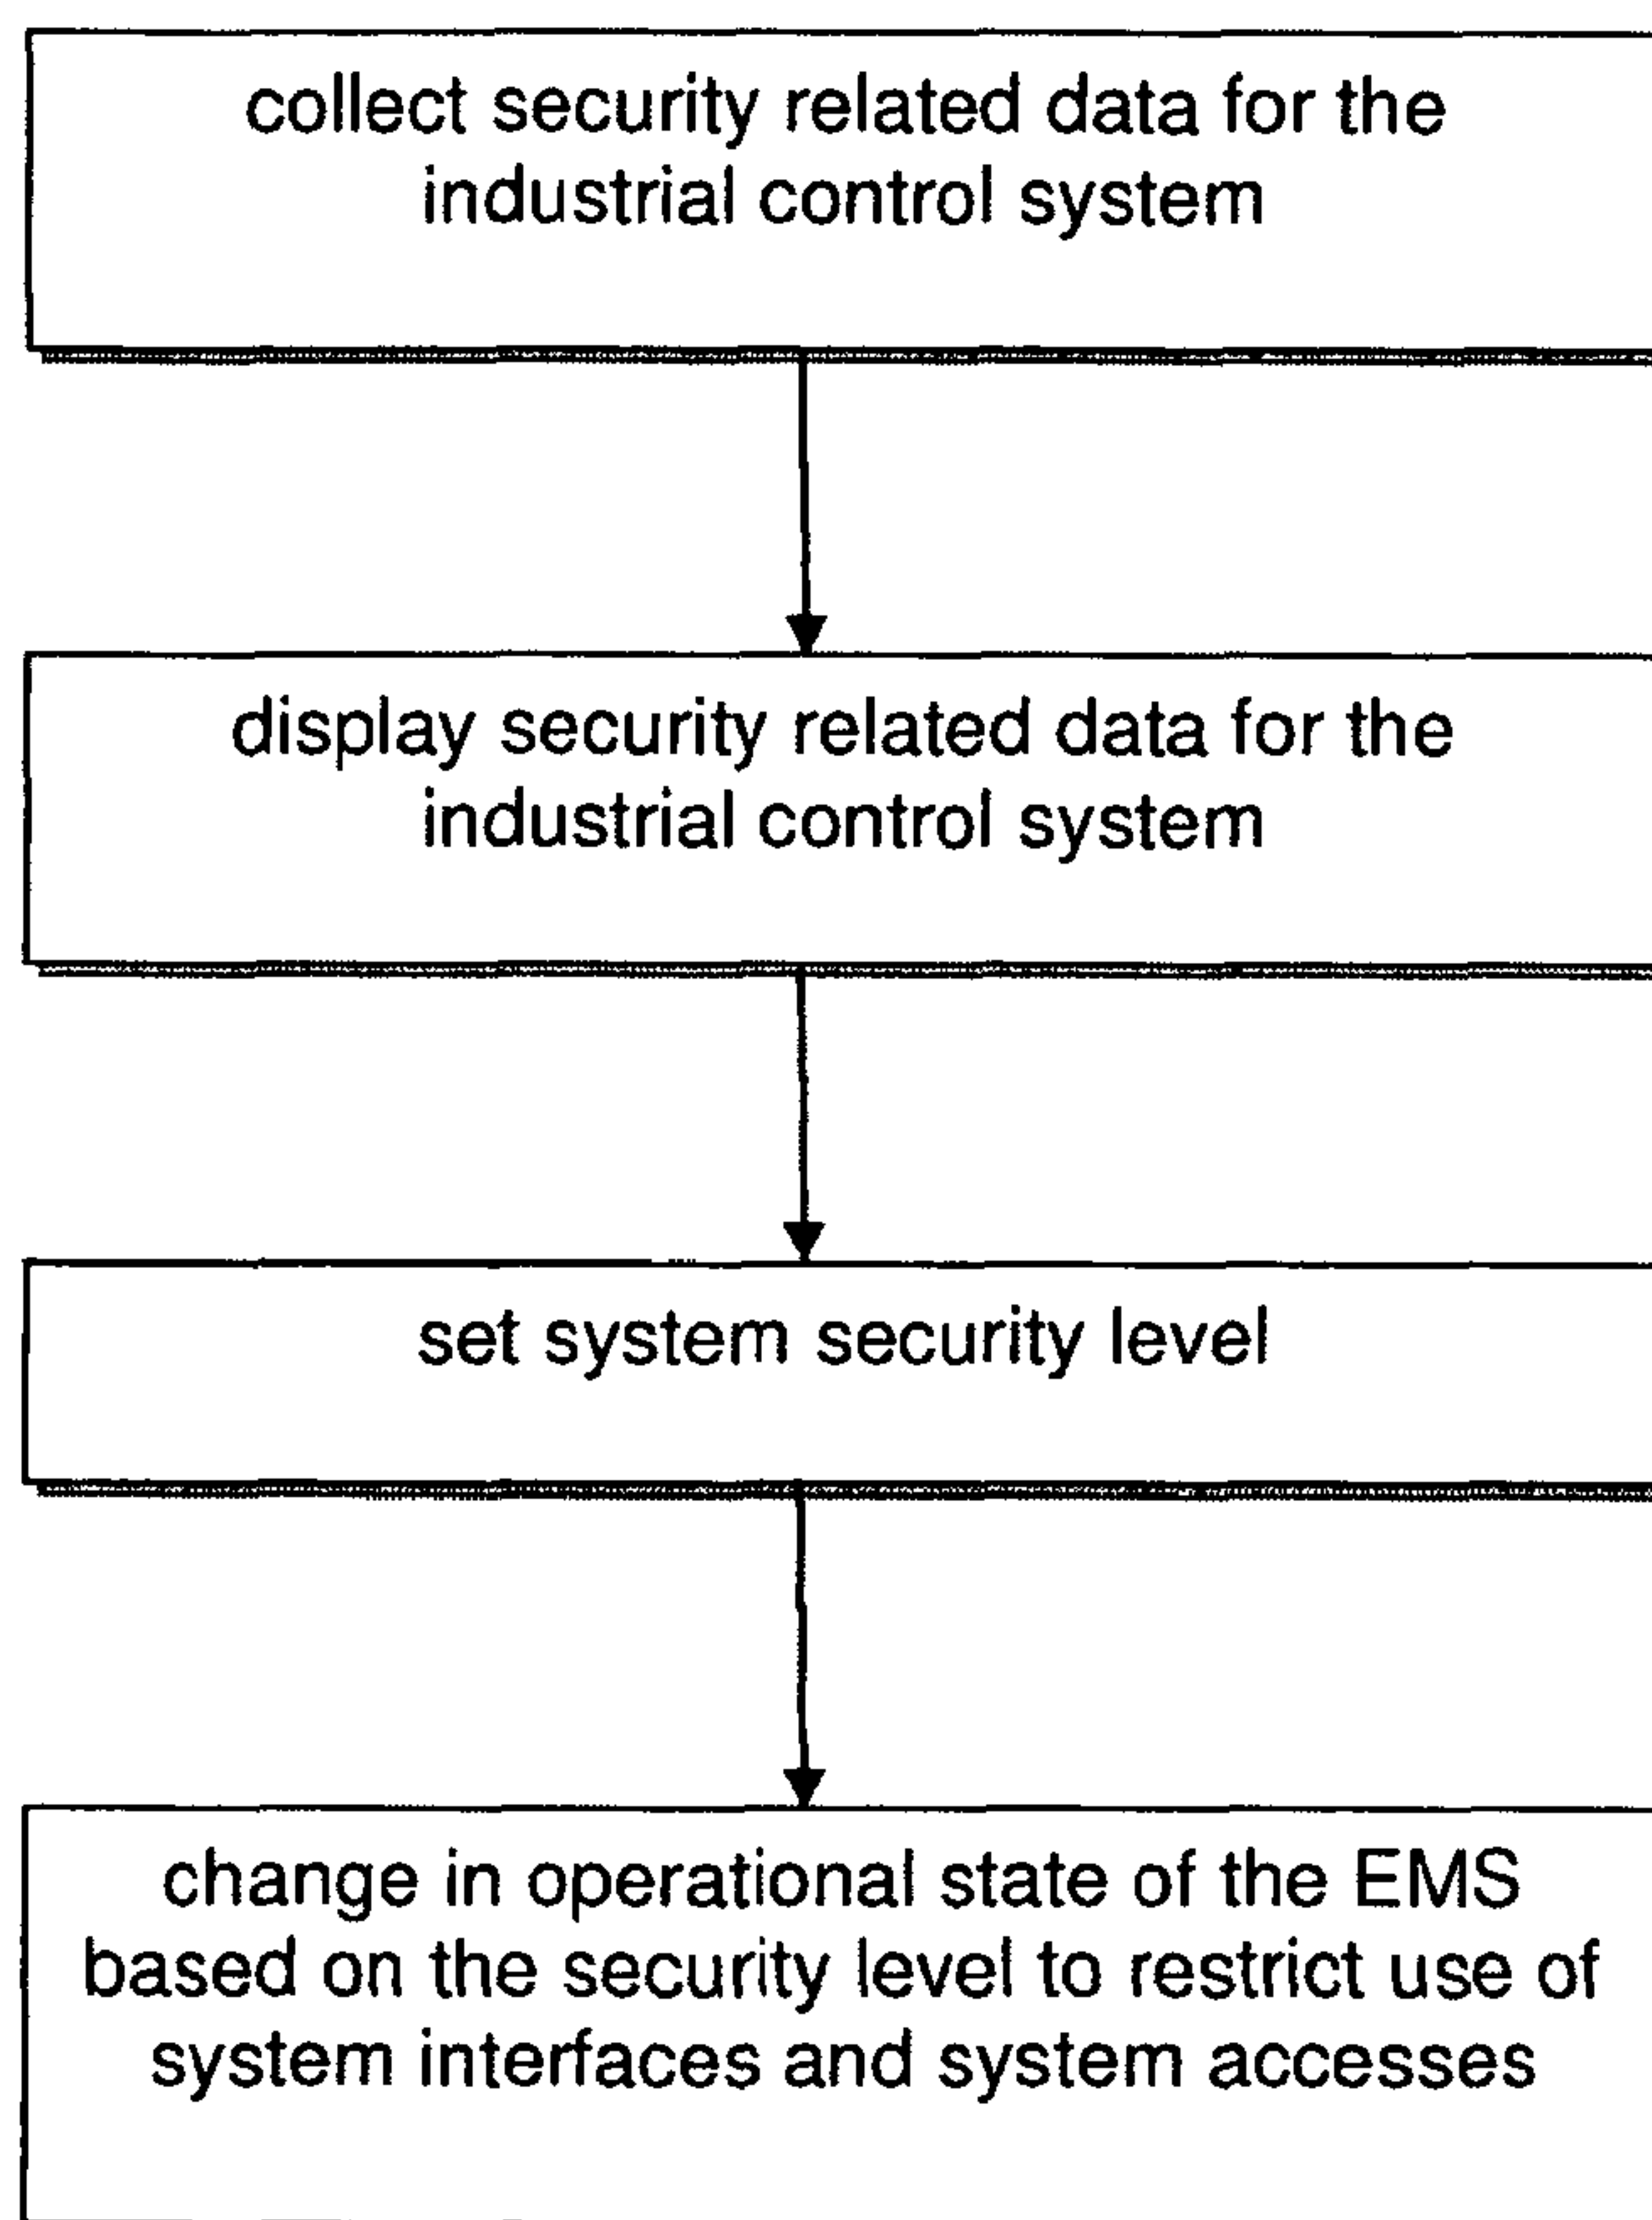 collect security related data for the
industrial control system
display security related data for the
industrial control system
set system security level
change in operational state of the EMS
based on the security level to restrict use of
system interfaces and system accesses